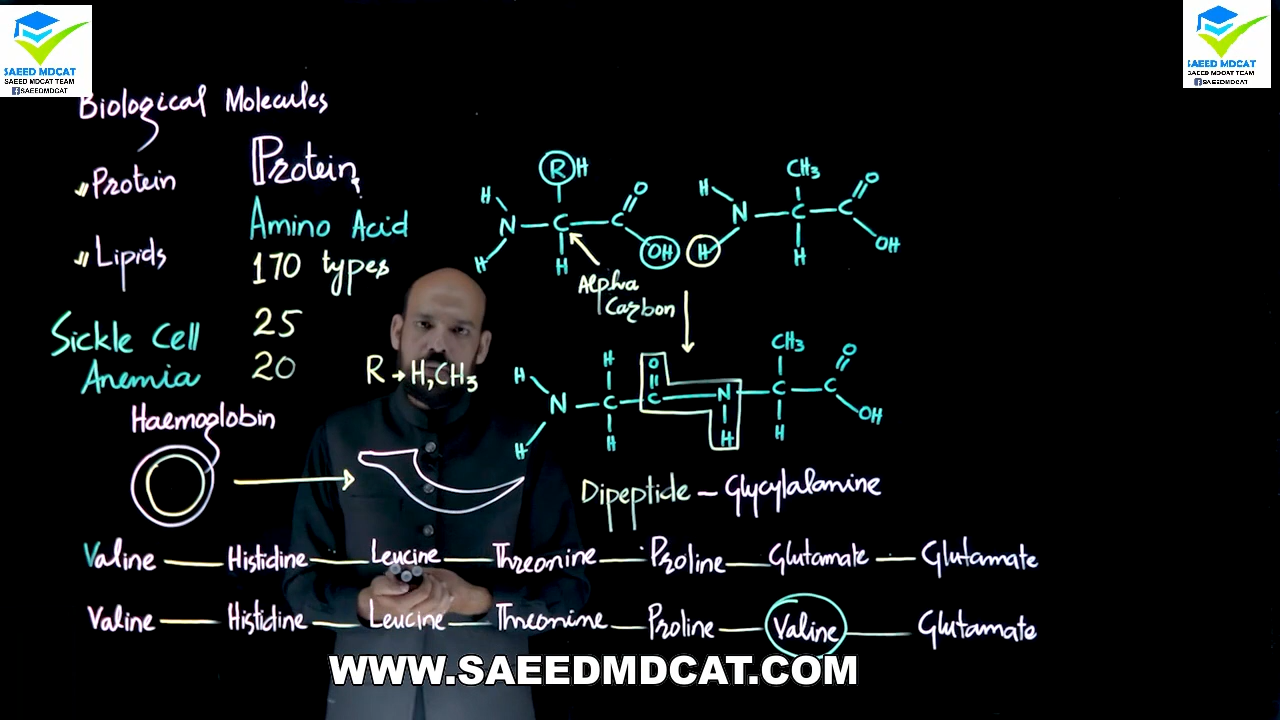 SAEED MDCAT
SAEED MDCAT TEAM
SAEEDMDCAT
SAEED MDCAT
SAEED MDCAT TEAM
SAEEDMDCAT
Biological Molecules
Protein
Lipids
Sickle Cell
Anemia
Haemoglobin
Protein
Amino Acid
170 types
25
20
R → H, CH3
R H
H
N — C — C
O
OH
H
H
Alpha
Carbon
CH3
H
N — C — C
O
OH
H
H
H
H
O
CH3
O
N — C — C — N — C — C
OH
H
H
H
H
Dipeptide - Glycylalanine
Valine — Histidine — Leucine — Threonine — Proline — Glutamate — Glutamate
Valine — Histidine — Leucine — Threonine — Proline — Valine — Glutamate
WWW.SAEEDMDCAT.COM